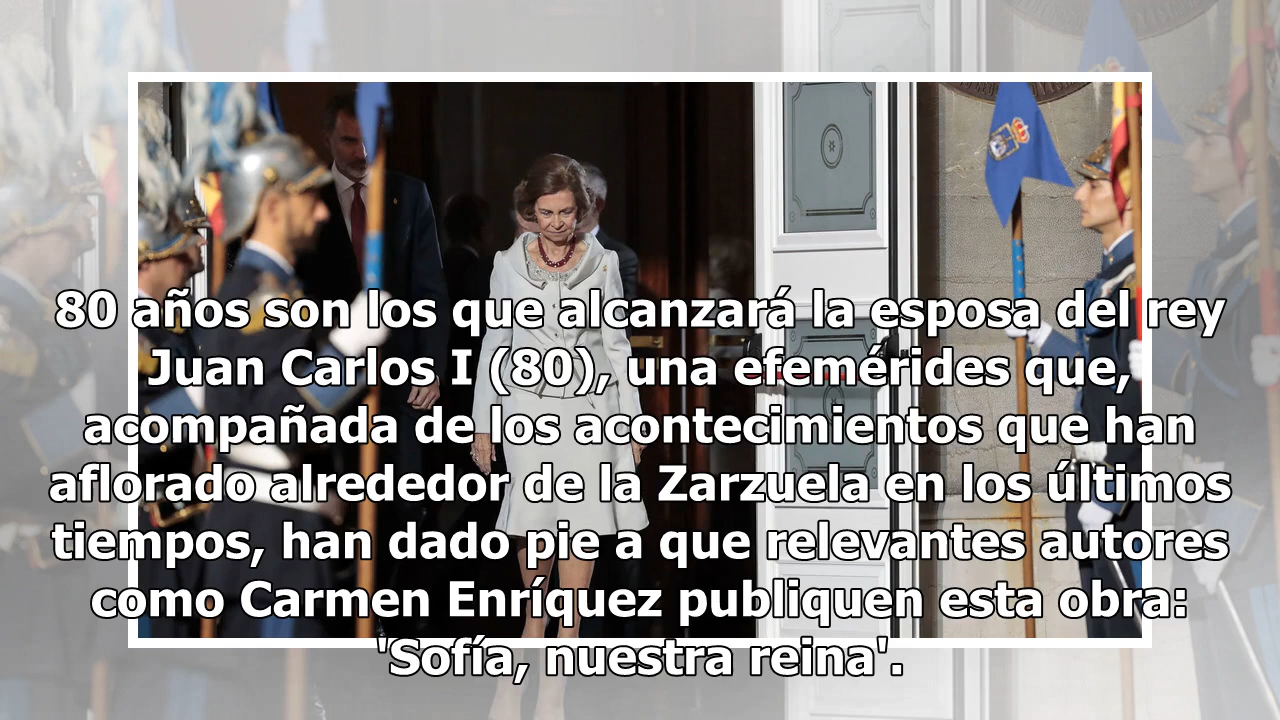 80 años son los que alcanzará la esposa del rey
Juan Carlos I (80), una efemérides que,
acompañada de los acontecimientos que han
aflorado alrededor de la Zarzuela en los últimos
tiempos, han dado pie a que relevantes autores
como Carmen Enríquez publiquen esta obra:
'Sofía, nuestra reina'.